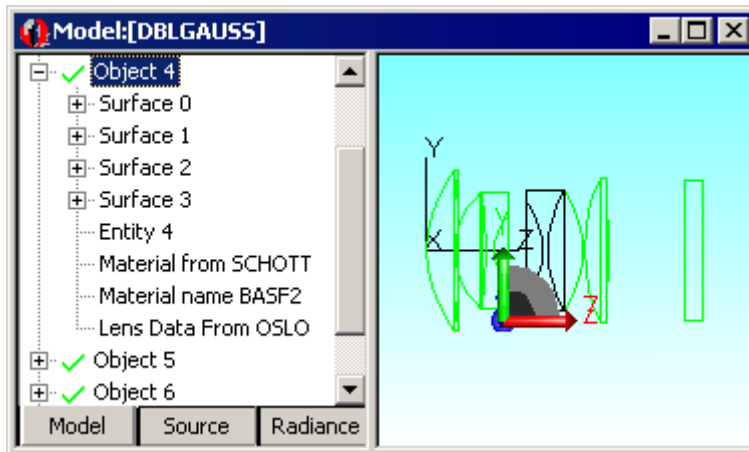 Model:[DBLGAUSS]
Object 4
Surface 0
Surface 1
Surface 2
Surface 3
Entity 4
Material from SCHOTT
Material name BASF2
Lens Data From OSLO
Object 5
Object 6
Model Source Radiance
Y
X Y Z
Z